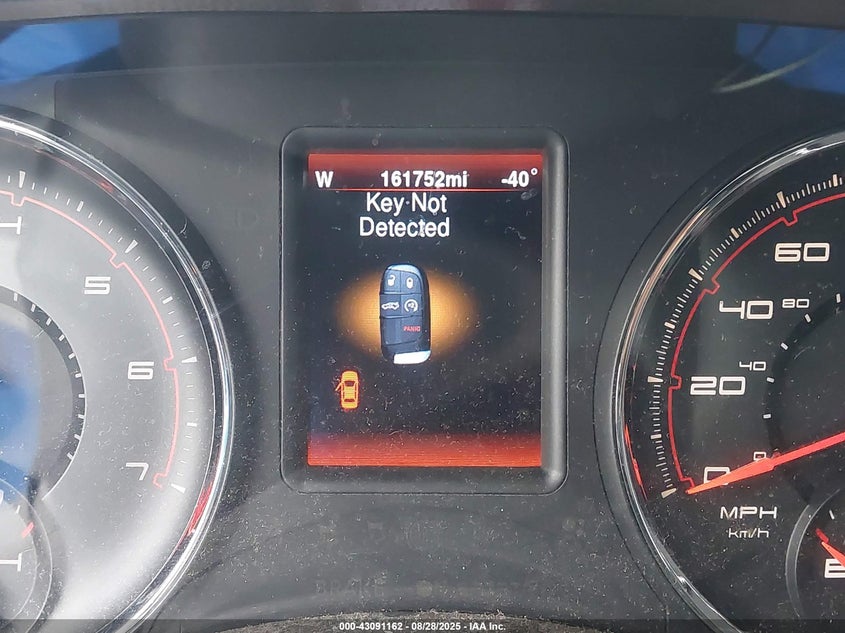 W 161752mi -40°
Key Not
Detected
PANIC
5
6
7
60
40 80
20 40
0 0
MPH
km/h
E
000-43091162 | 08/28/2025 - IAA Inc.